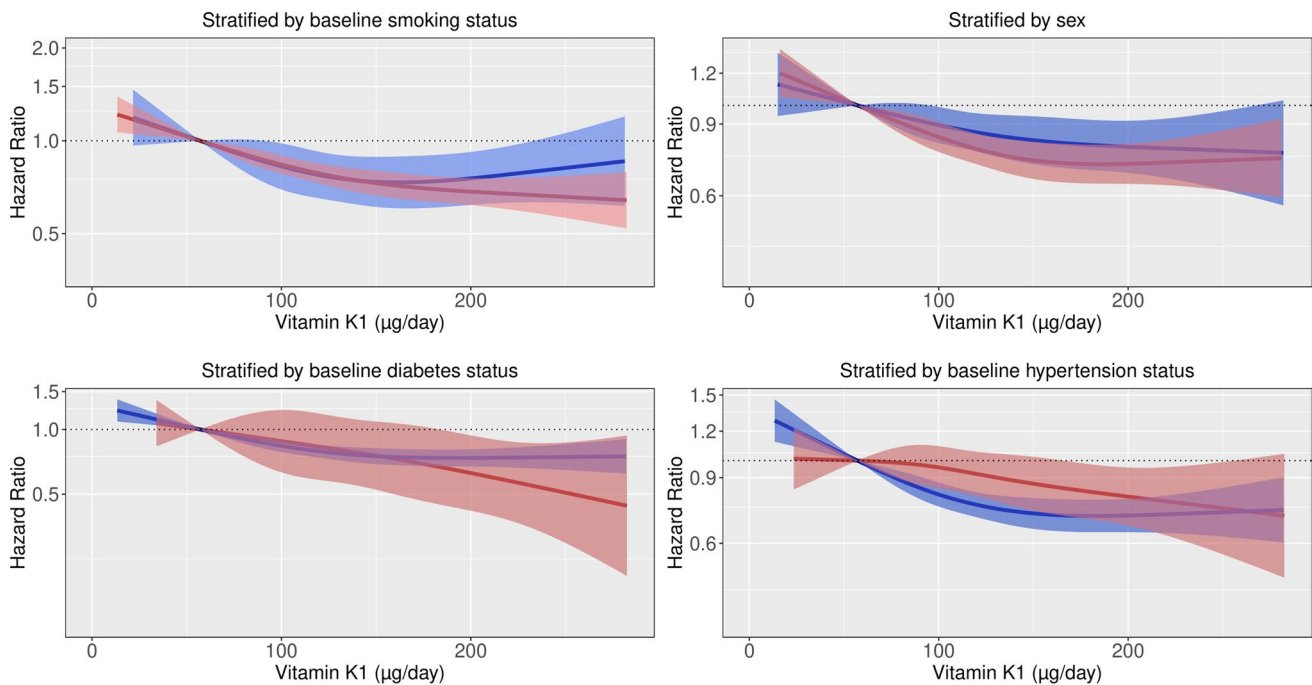 Stratified by baseline smoking status
Hazard Ratio
2.0
1.5
1.0
0.5
0
100
200
Vitamin K1 (μg/day)
Stratified by sex
Hazard Ratio
1.2
0.9
0.6
0
100
200
Vitamin K1 (μg/day)
Stratified by baseline diabetes status
Hazard Ratio
1.5
1.0
0.5
0
100
200
Vitamin K1 (μg/day)
Stratified by baseline hypertension status
Hazard Ratio
1.5
1.2
0.9
0.6
0
100
200
Vitamin K1 (μg/day)